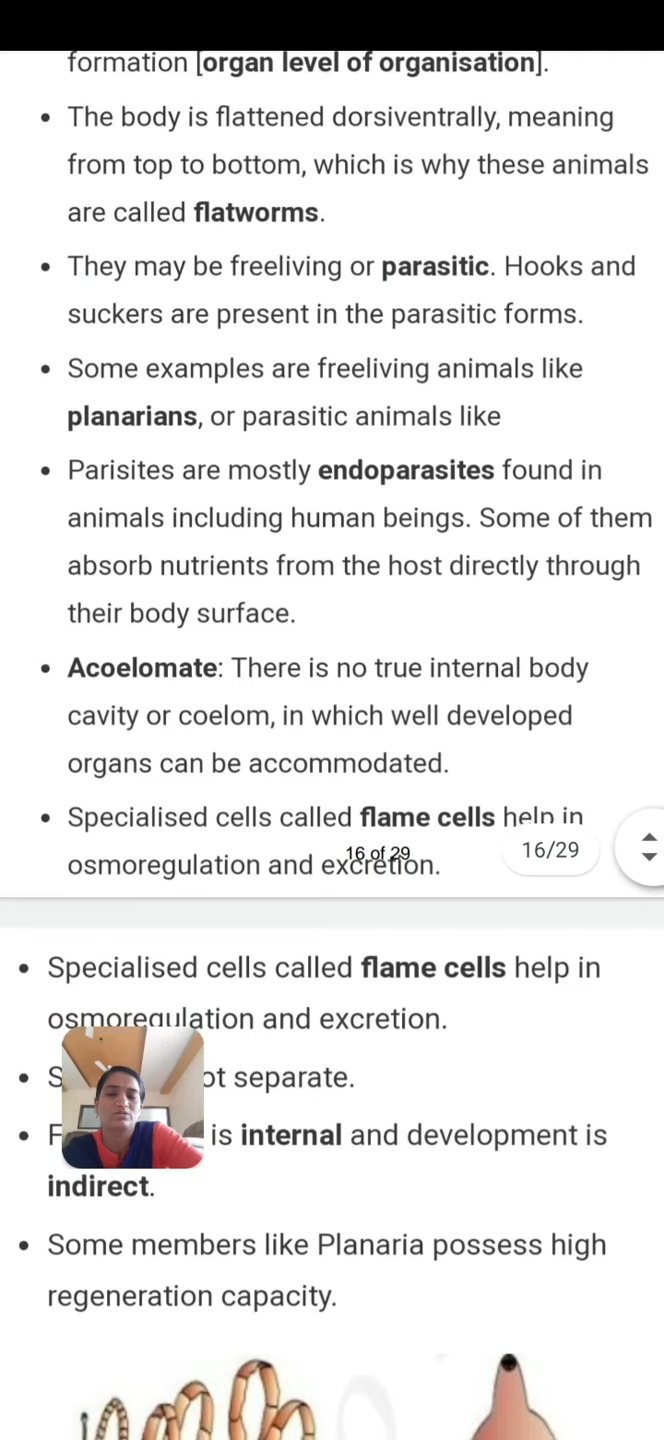 formation [organ level of organisation].
• The body is flattened dorsiventrally, meaning
from top to bottom, which is why these animals
are called flatworms.
• They may be freeliving or parasitic. Hooks and
suckers are present in the parasitic forms.
• Some examples are freeliving animals like
planarians, or parasitic animals like
• Parisites are mostly endoparasites found in
animals including human beings. Some of them
absorb nutrients from the host directly through
their body surface.
• Acoelomate: There is no true internal body
cavity or coelom, in which well developed
organs can be accommodated.
• Specialised cells called flame cells help in
osmoregulation and excretion.
16 of 29
16/29
• Specialised cells called flame cells help in
osmoregulation and excretion.
• separate.
• is internal and development is
indirect.
• Some members like Planaria possess high
regeneration capacity.